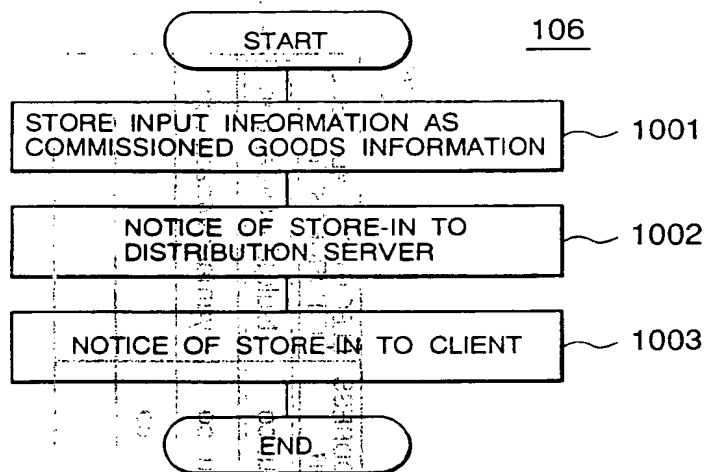 START
106
STORE INPUT INFORMATION AS
COMMISSIONED GOODS INFORMATION
1001
NOTICE OF STORE-IN TO
DISTRIBUTION SERVER
1002
NOTICE OF STORE-IN TO CLIENT
1003
END